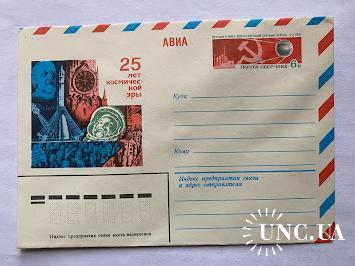 АВИА
ПОЧТА СССР · 1982 6к
25
лет
космичес-
кой
эры
Куда
Кому
Индекс предприятия связи
и адрес отправителя
Индекс предприятия связи места назначения
UNC.UA